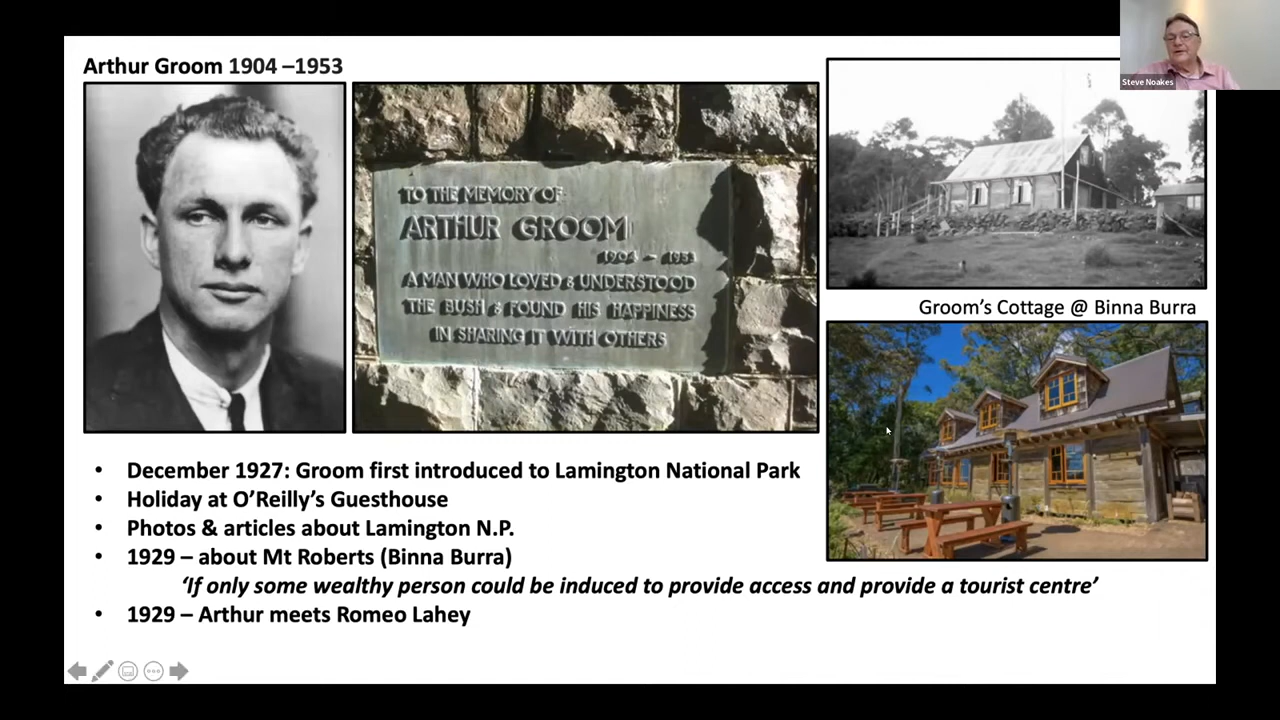 Steve Noakes
Arthur Groom 1904 –1953
TO THE MEMORY OF
ARTHUR GROOM
1904 – 1953
A MAN WHO LOVED & UNDERSTOOD
THE BUSH & FOUND HIS HAPPINESS
IN SHARING IT WITH OTHERS
Groom's Cottage @ Binna Burra
• December 1927: Groom first introduced to Lamington National Park
• Holiday at O'Reilly's Guesthouse
• Photos & articles about Lamington N.P.
• 1929 – about Mt Roberts (Binna Burra)
‘If only some wealthy person could be induced to provide access and provide a tourist centre’
• 1929 – Arthur meets Romeo Lahey